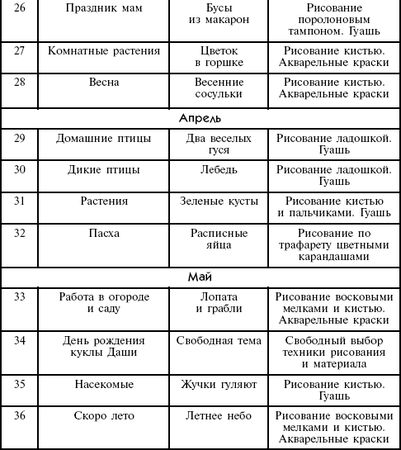 26 Праздник мам Бусы Рисование
из макарон поролоновым
тампоном. Гуашь
27 Комнатные растения Цветок Рисование кистью.
в горшке Акварельные краски
28 Весна Весенние Рисование кистью.
сосульки Акварельные краски
Апрель
29 Домашние птицы Два веселых Рисование ладошкой.
гуся Гуашь
30 Дикие птицы Лебедь Рисование ладошкой.
Гуашь
31 Растения Зеленые кусты Рисование кистью
и пальчиками. Гуашь
32 Пасха Расписные Рисование по
яйца трафарету цветными
карандашами
Май
33 Работа в огороде Лопата Рисование восковыми
и саду и грабли мелками и кистью.
Акварельные краски
34 День рождения Свободная тема Свободный выбор
куклы Даши техники рисования
и материала
35 Насекомые Жучки гуляют Рисование кистью.
Гуашь
36 Скоро лето Летнее небо Рисование восковыми
мелками и кистью.
Акварельные краски